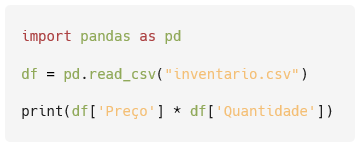 import pandas as pd
df = pd.read_csv("inventario.csv")
print(df['Preço'] * df['Quantidade'])